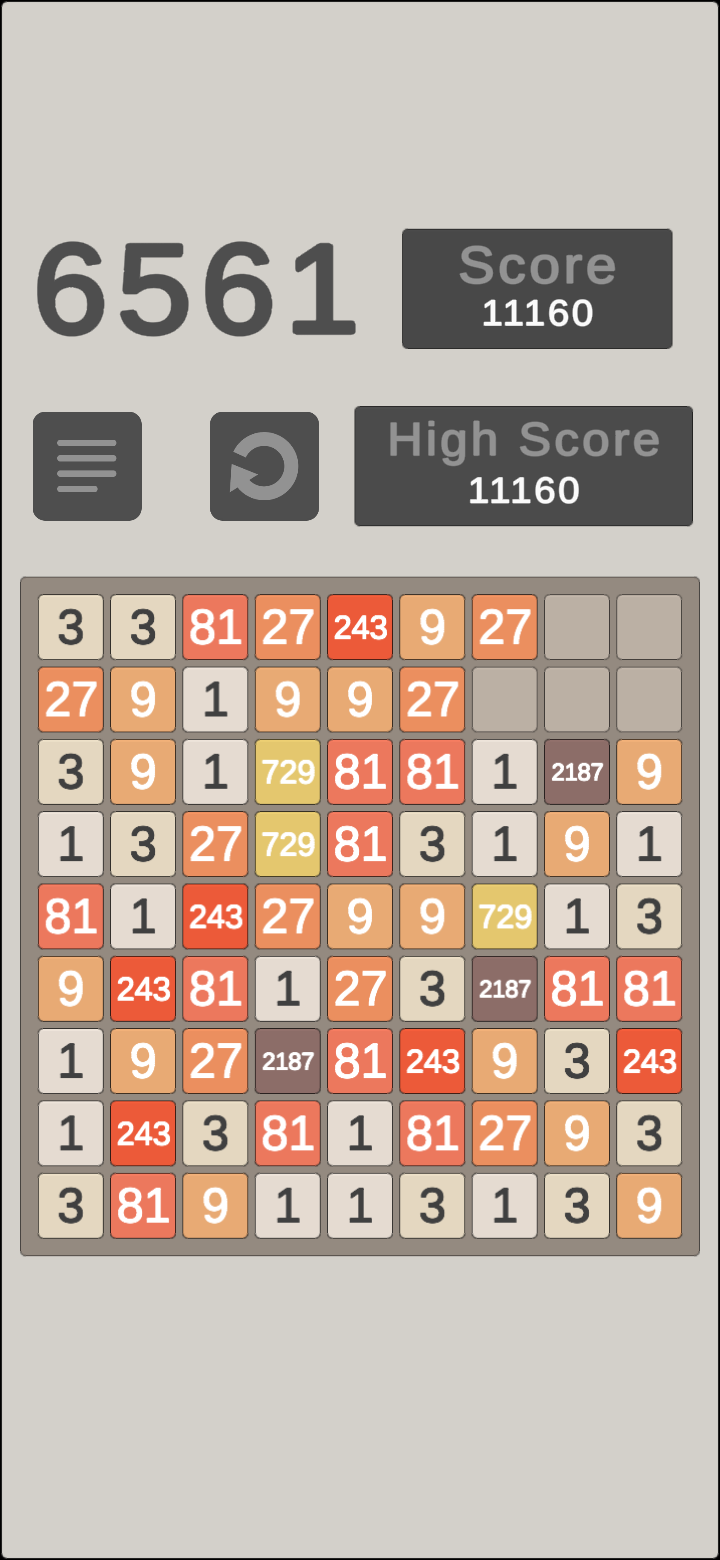 6561
Score
11160
High Score
11160
3 3 81 27 243 9 27
27 9 1 9 9 27
3 9 1 729 81 81 1 2187 9
1 3 27 729 81 3 1 9 1
81 1 243 27 9 9 729 1 3
9 243 81 1 27 3 2187 81 81
1 9 27 2187 81 243 9 3 243
1 243 3 81 1 81 27 9 3
3 81 9 1 1 3 1 3 9